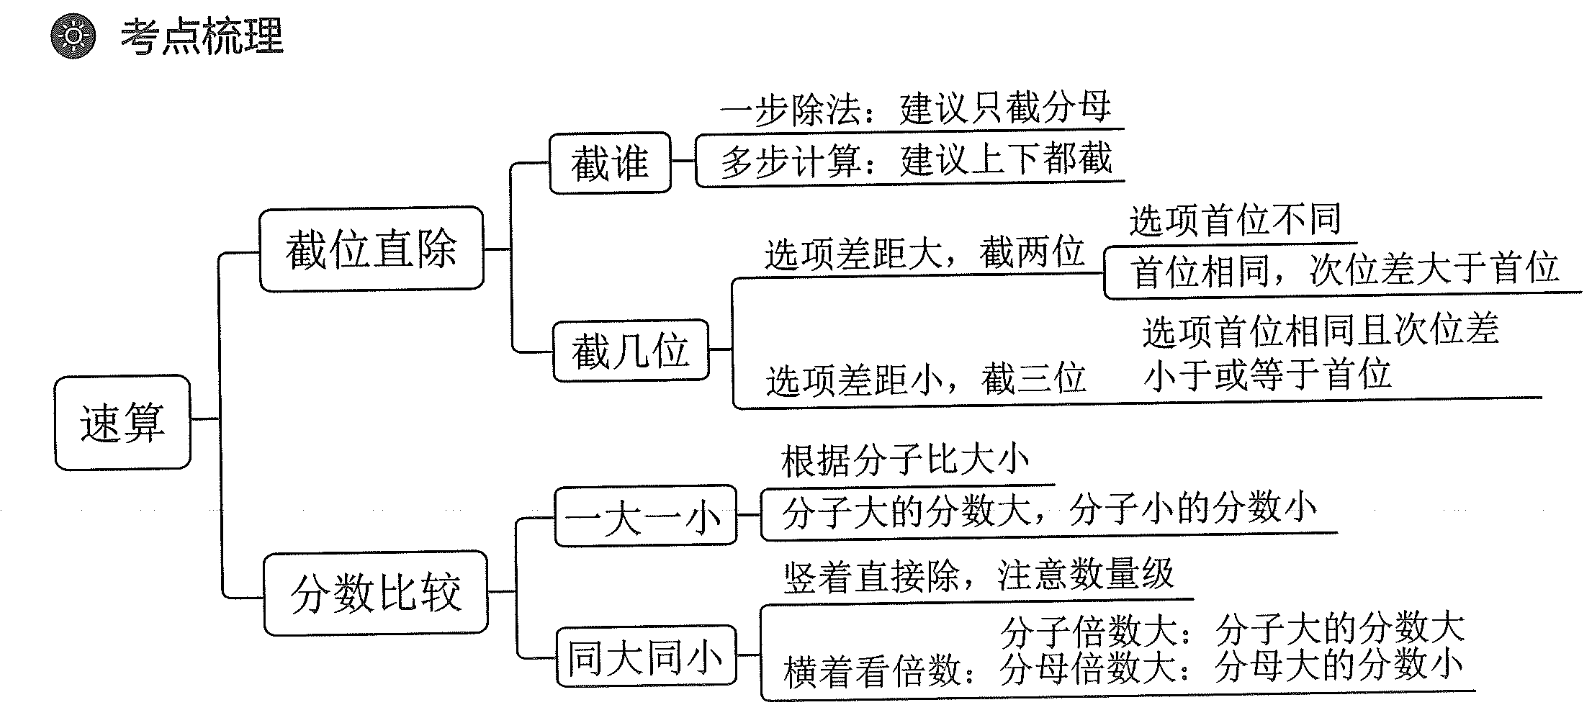 考点梳理
一步除法：建议只截分母
截谁
多步计算：建议上下都截
截位直除
选项首位不同
选项差距大，截两位
首位相同，次位差大于首位
截几位
选项首位相同且次位差
小于或等于首位
选项差距小，截三位
速算
根据分子比大小
一大一小
分子大的分数大，分子小的分数小
分数比较
竖着直接除，注意数量级
同大同小
分子倍数大：分子大的分数大
横着看倍数：分母倍数大：分母大的分数小